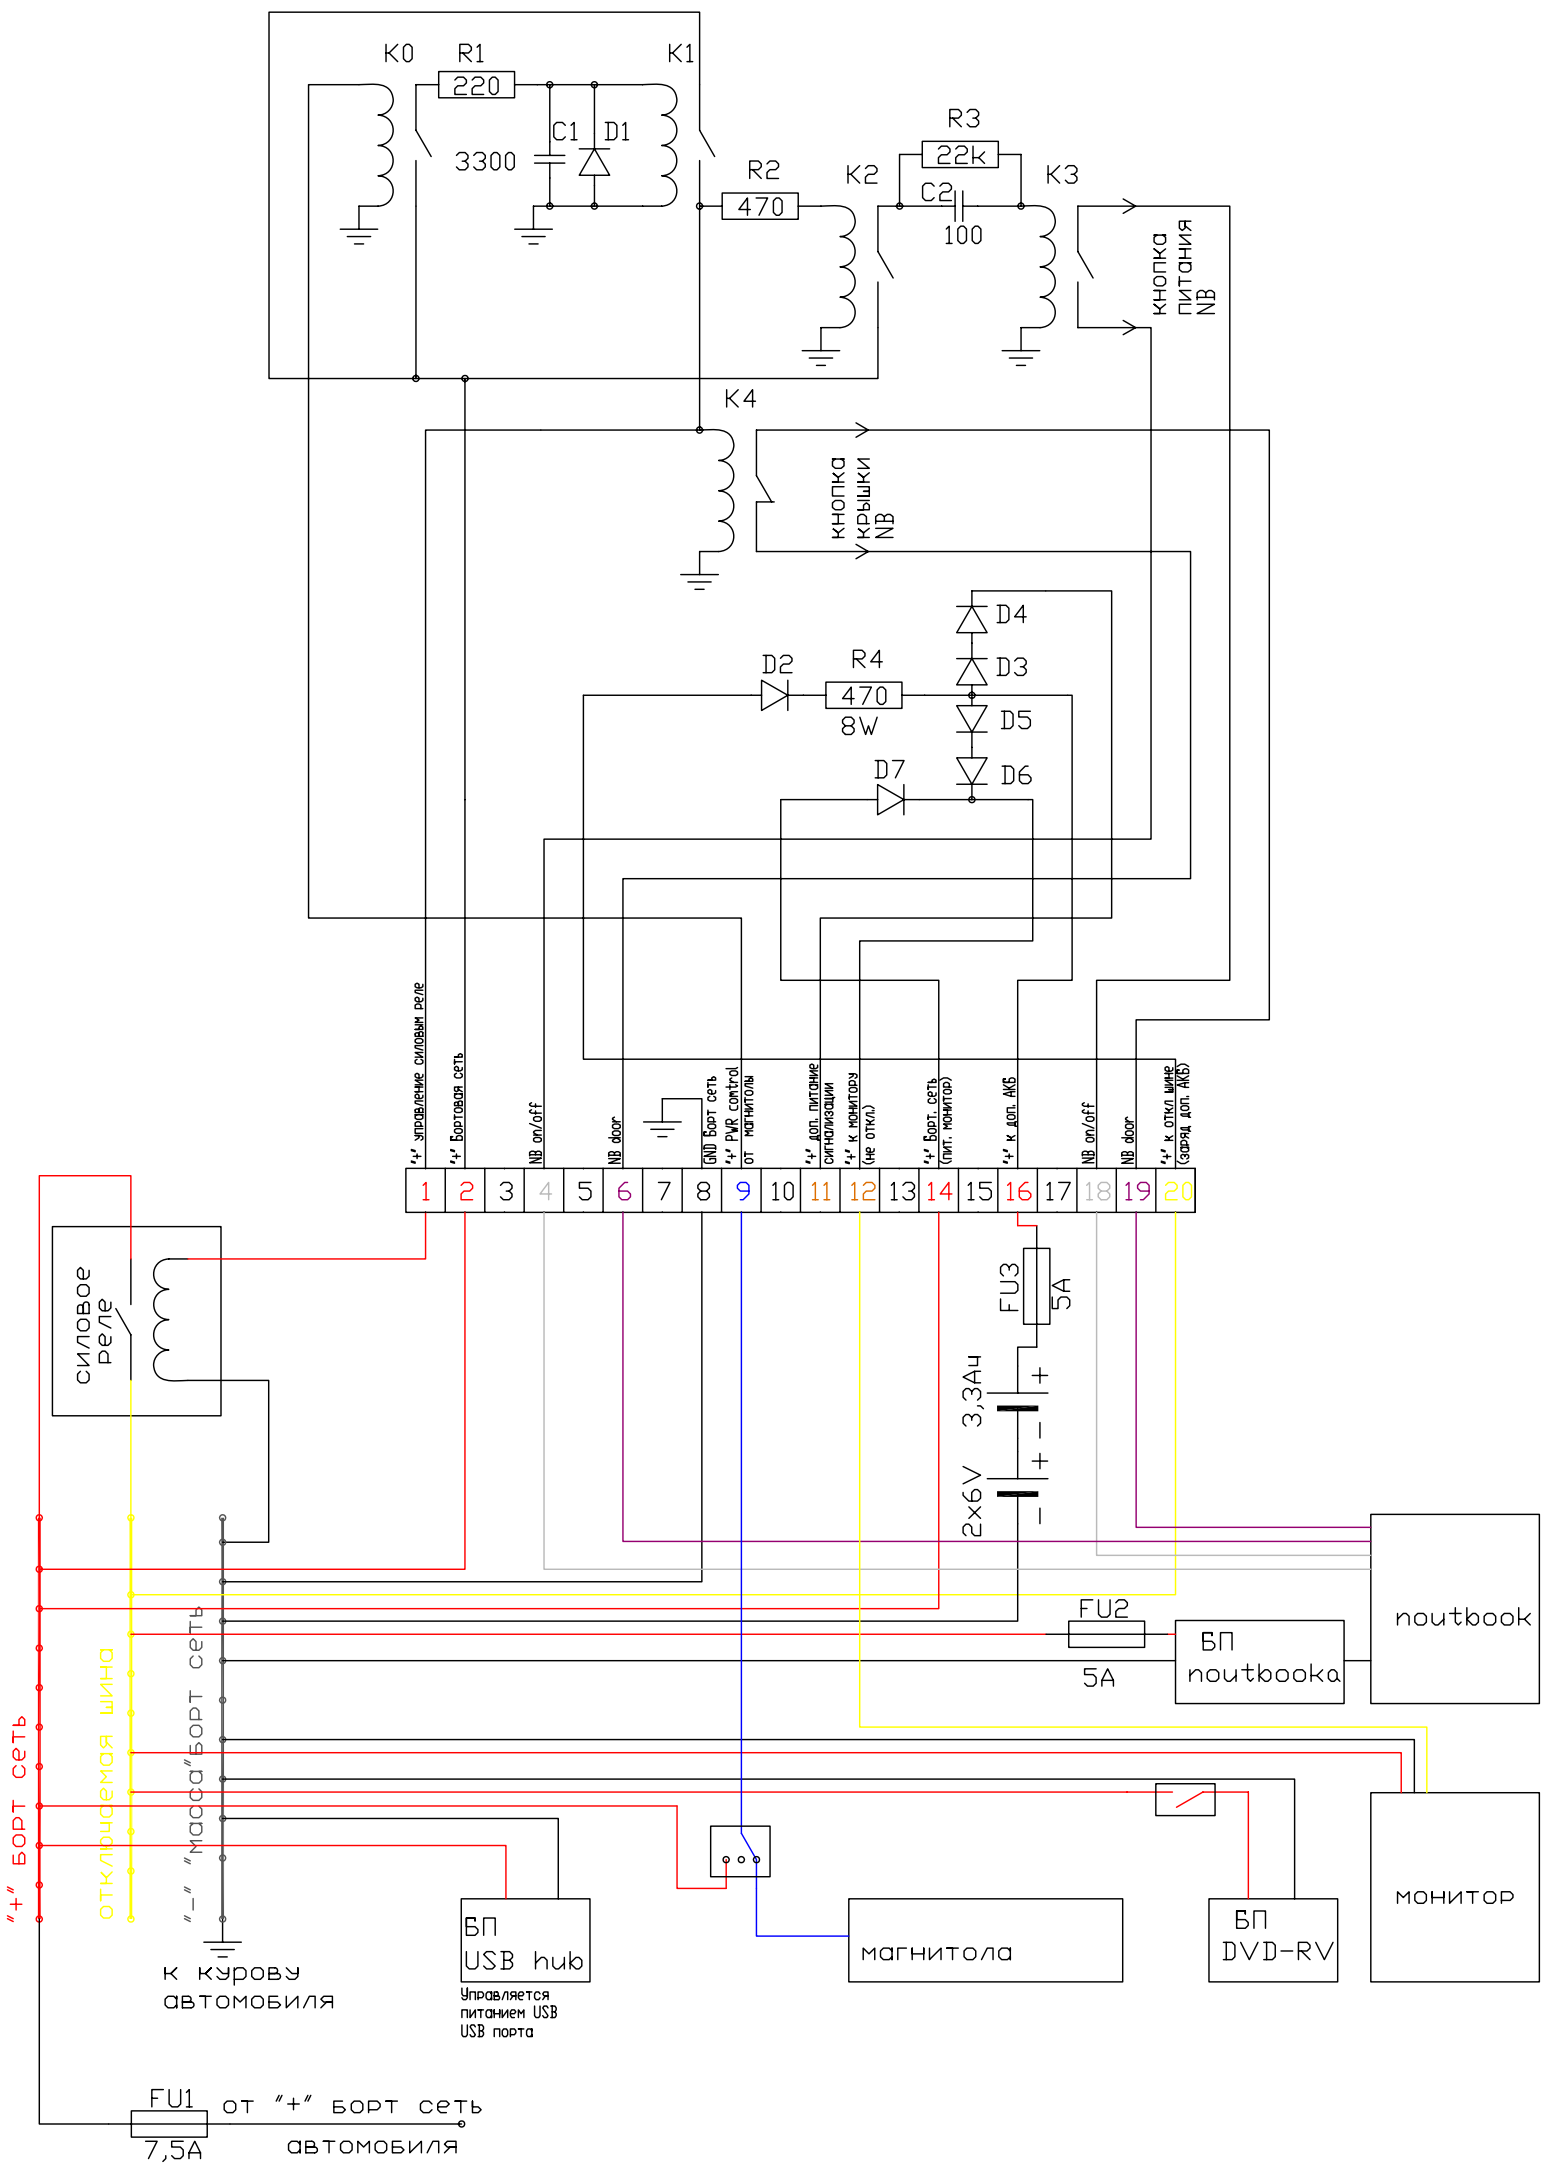 K0
R1
220
K1
3300
C1
D1
R2
470
K2
R3
22к
C2
100
K3
кнопка
питания
NB
K4
кнопка
крышки
NB
D4
D3
D2
R4
470
8W
D5
D6
D7
"+" управление силовым реле
"+" Бортовая сеть
NB on/off
NB door
GND Борт сеть
"+" PWR comtrol
от магнитолы
"+" доп. питание
сигнализации
"+" к монитору
(не откл.)
"+" Борт. сеть
(пит. монитор)
"+" к доп. АКБ
NB on/off
NB door
"+" к откл шине
(заряд доп. АКБ)
1 2 3 4 5 6 7 8 9 10 11 12 13 14 15 16 17 18 19 20
силовое
реле
FU3
5А
3,3Ач
2x6V
+
-
+
-
"+" борт сеть
отключаемая шина
"-" "масса"борт сеть
FU2
5А
БП
noutbooka
noutbook
монитор
БП
USB hub
Управляется
питанием USB
USB порта
магнитола
БП
DVD-RV
к курову
автомобиля
FU1
7,5А
от "+" борт сеть
автомобиля